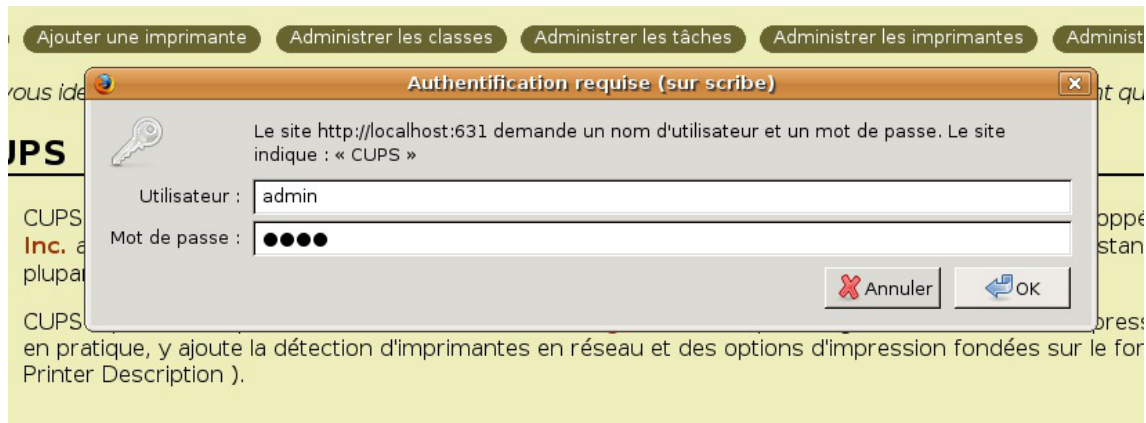 Ajouter une imprimante Administrer les classes Administrer les tâches Administrer les imprimantes
Authentification requise (sur scribe)
vous
Le site http://localhost:631 demande un nom d'utilisateur et un mot de passe. Le site
indique : « CUPS »
Utilisateur : admin
Mot de passe : ●●●●
Annuler OK
CUPS
Inc.
CUPS
en pratique, y ajoute la détection d'imprimantes en réseau et des options d'impression fondées sur le
Printer Description ).